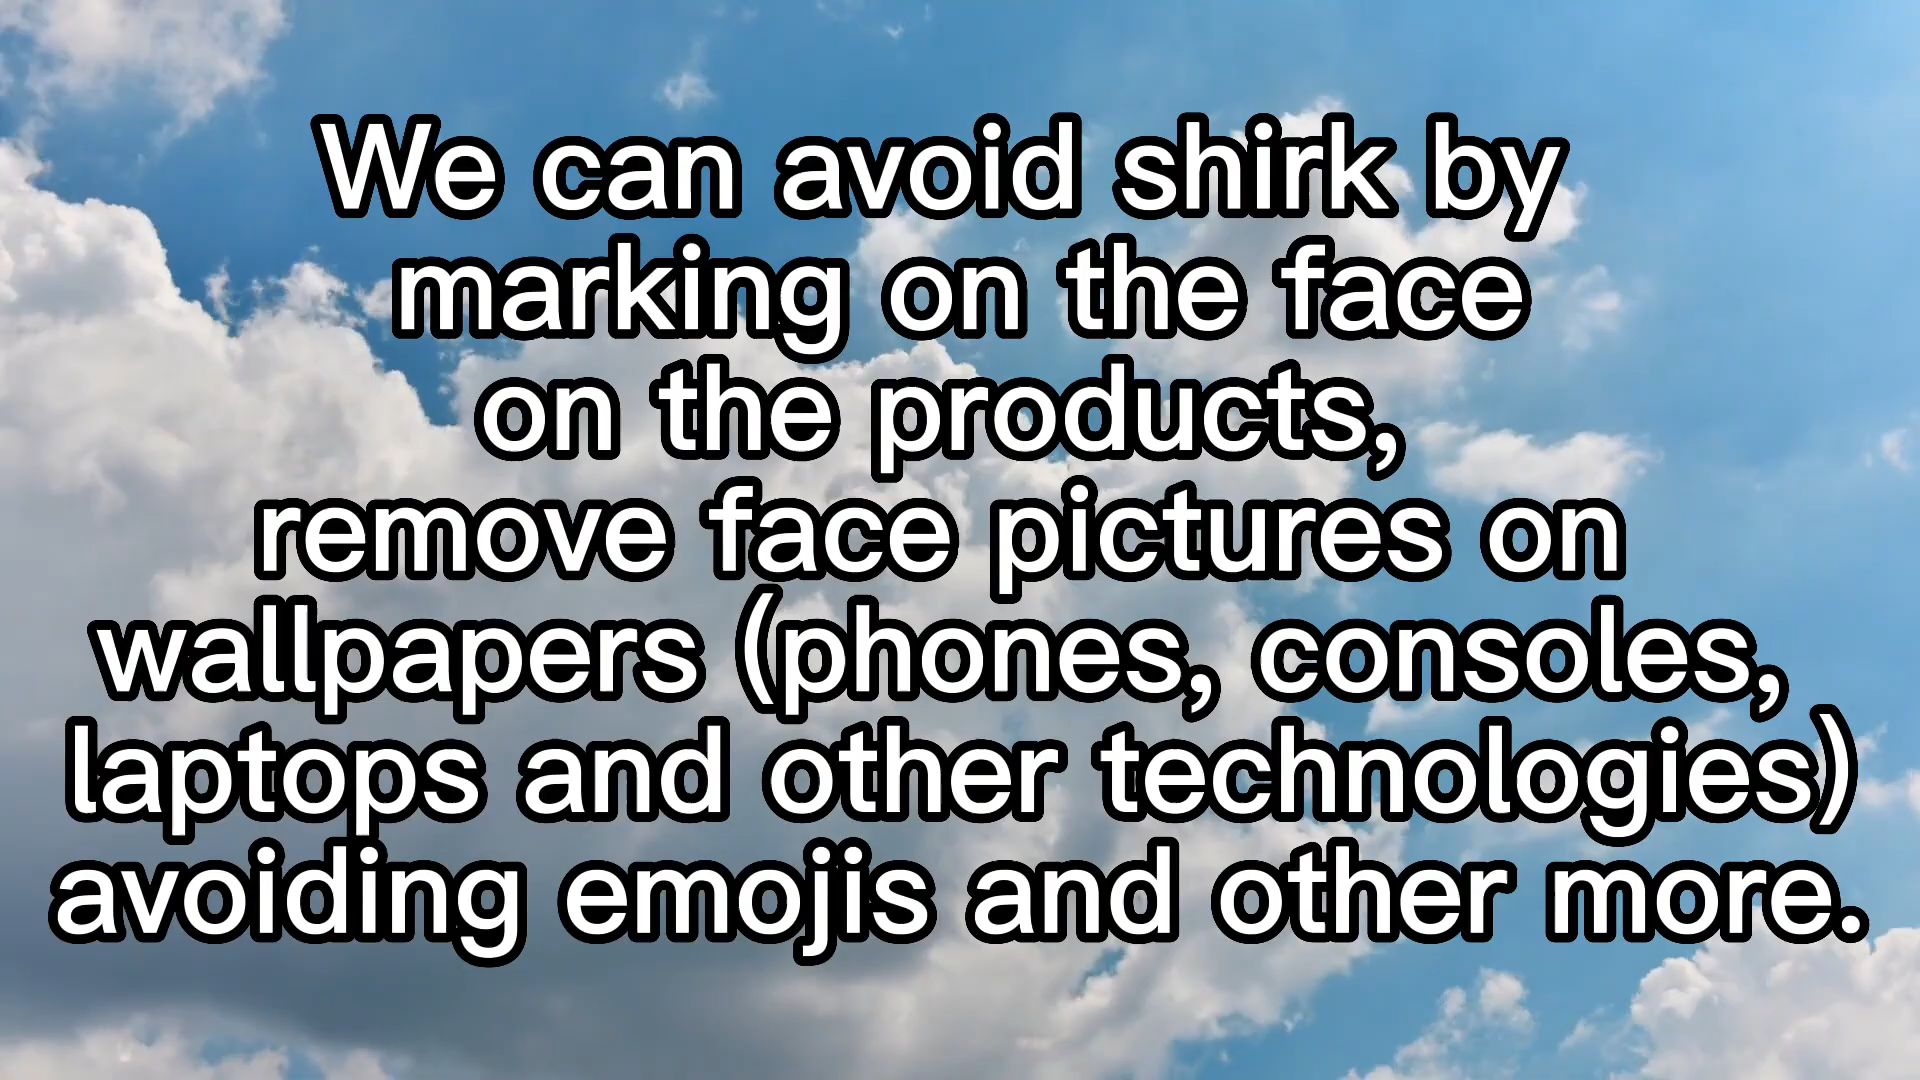 We can avoid shirk by
marking on the face
on the products,
remove face pictures on
wallpapers (phones, consoles,
laptops and other technologies)
avoiding emojis and other more.